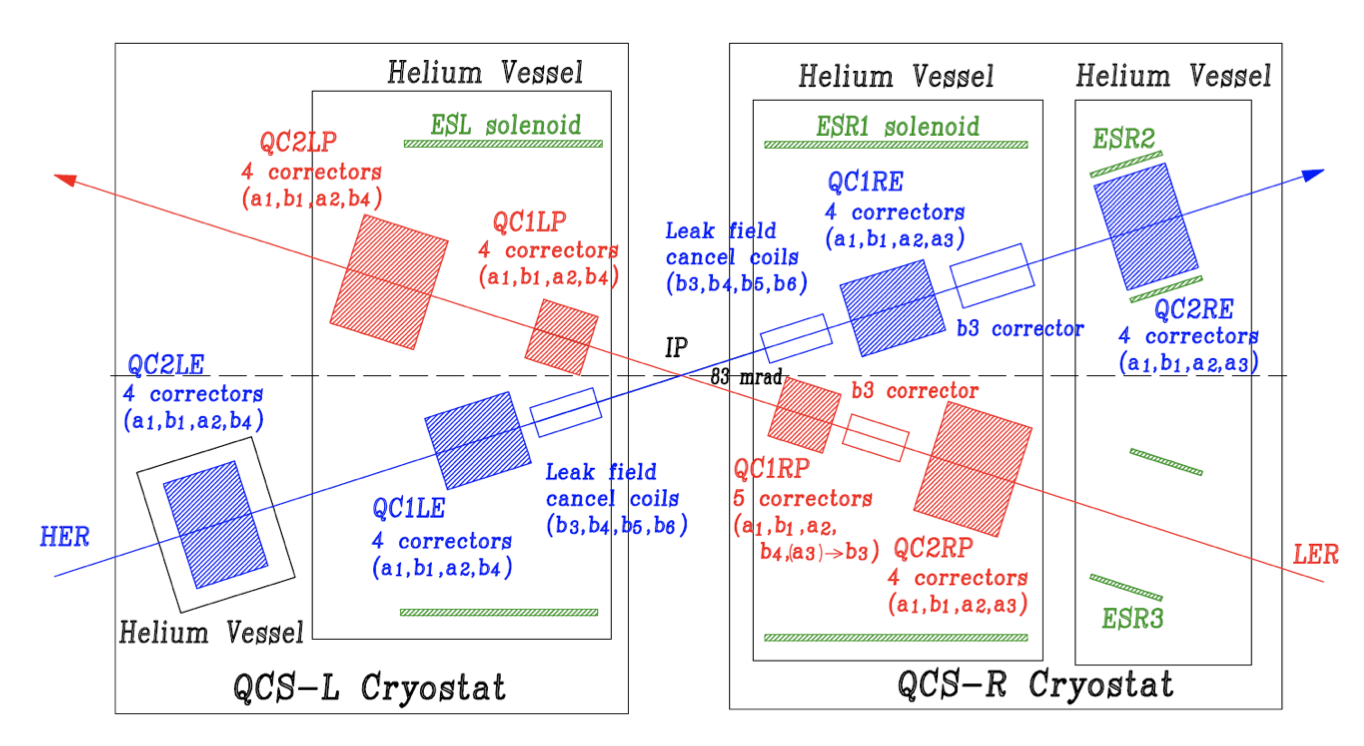 Helium Vessel
ESL solenoid
QC2LP
4 correctors
(a1,b1,a2,b4)
QC1LP
4 correctors
(a1,b1,a2,b4)
QC2LE
4 correctors
(a1,b1,a2,b4)
HER
Helium Vessel
QC1LE
4 correctors
(a1,b1,a2,b4)
Leak field
cancel coils
(b3,b4,b5,b6)
QCS-L Cryostat
IP
83 mrad
Helium Vessel
ESR1 solenoid
QC1RE
4 correctors
(a1,b1,a2,a3)
Leak field
cancel coils
(b3,b4,b5,b6)
b3 corrector
b3 corrector
QC1RP
5 correctors
(a1,b1,a2,
b4,(a3)→b3)
QC2RP
4 correctors
(a1,b1,a2,a3)
Helium Vessel
ESR2
QC2RE
4 correctors
(a1,b1,a2,a3)
LER
ESR3
QCS-R Cryostat